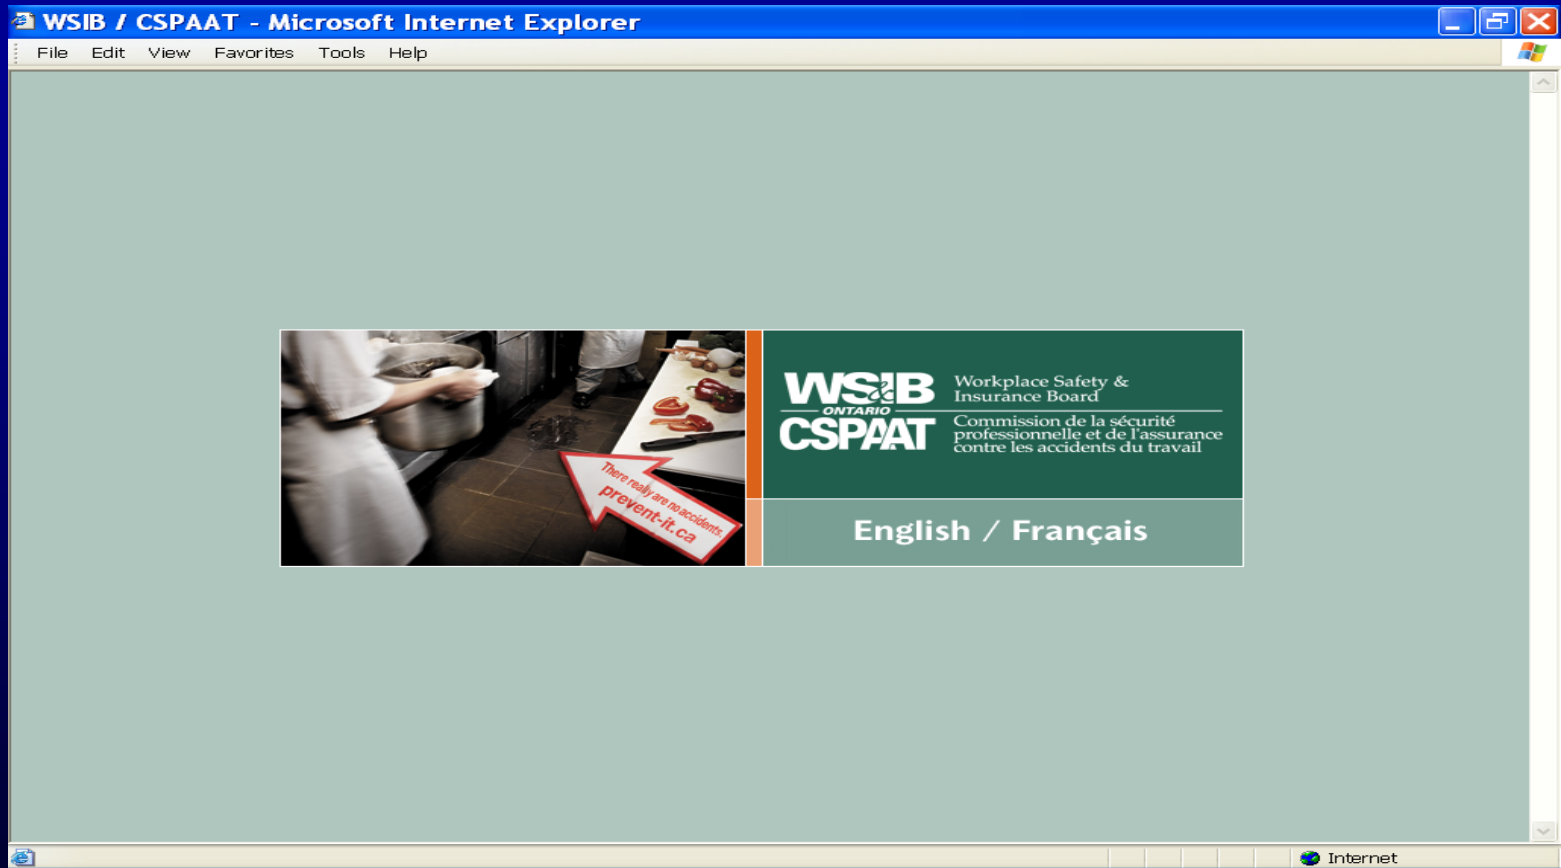 WSIB / CSPAAT - Microsoft Internet Explorer
File Edit View Favorites Tools Help
There really are no accidents.
prevent-it.ca
WS&IB
ONTARIO
CSPAAT
Workplace Safety &
Insurance Board
Commission de la sécurité
professionnelle et de l'assurance
contre les accidents du travail
English / Français
Internet